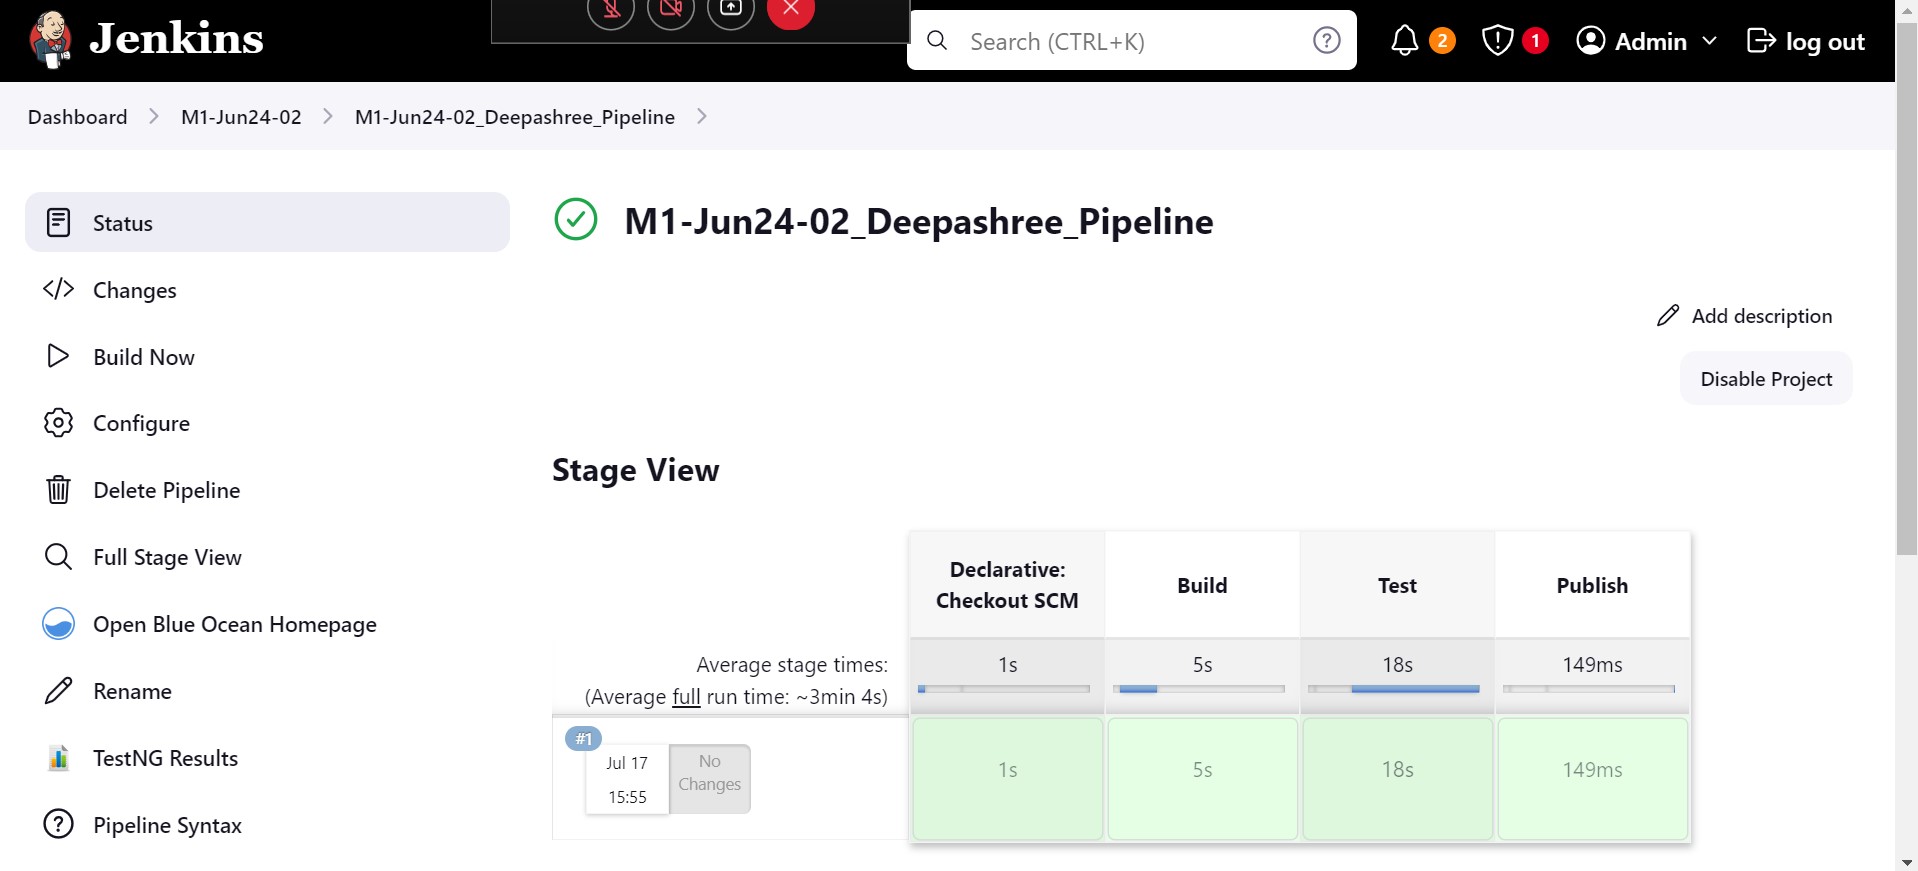 Jenkins
Search (CTRL+K)
?
2
1
Admin
log out
Dashboard
M1-Jun24-02
M1-Jun24-02_Deepashree_Pipeline
Status
Changes
Build Now
Configure
Delete Pipeline
Full Stage View
Open Blue Ocean Homepage
Rename
TestNG Results
Pipeline Syntax
M1-Jun24-02_Deepashree_Pipeline
Add description
Disable Project
Stage View
Declarative:
Checkout SCM
Build
Test
Publish
Average stage times:
(Average full run time: ~3min 4s)
1s
5s
18s
149ms
#1
Jul 17
15:55
No
Changes
1s
5s
18s
149ms